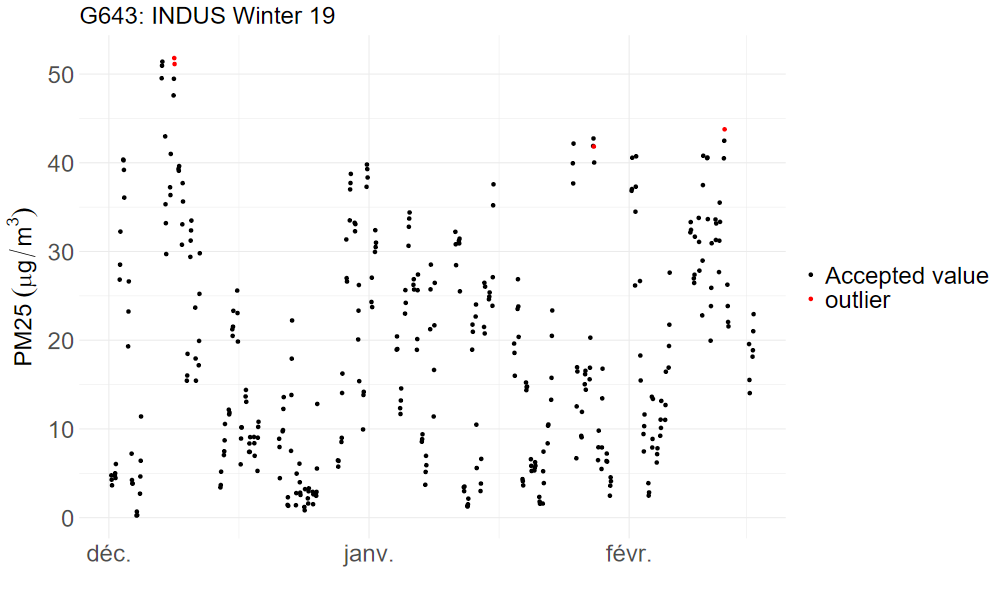 G643: INDUS Winter 19
PM25 (μg/m³)
50
40
30
20
10
0
déc.
janv.
févr.
Accepted value
outlier